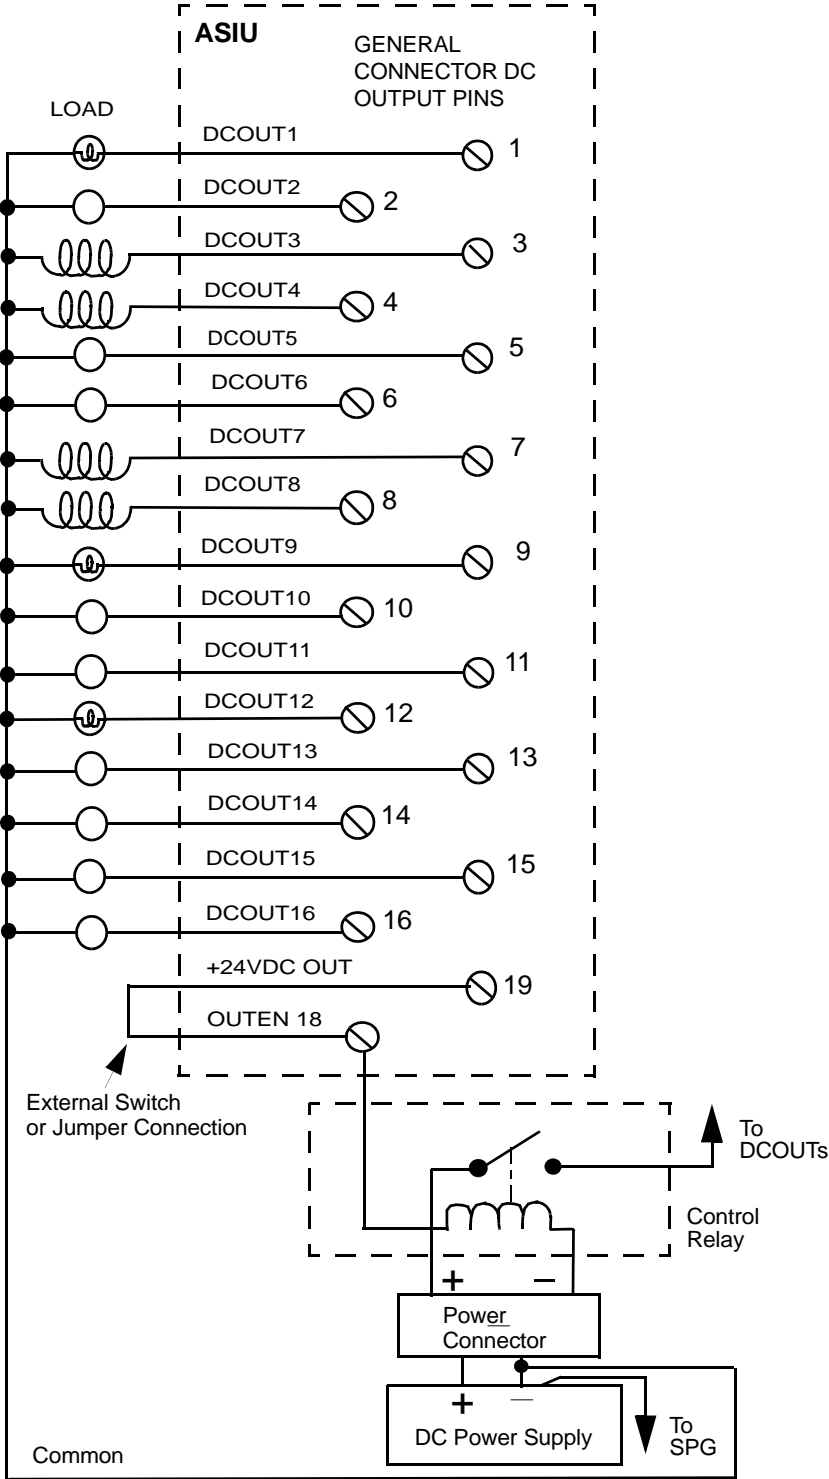 ASIU
GENERAL
CONNECTOR DC
OUTPUT PINS
LOAD
DCOUT1
1
DCOUT2
2
DCOUT3
3
DCOUT4
4
DCOUT5
5
DCOUT6
6
DCOUT7
7
DCOUT8
8
DCOUT9
9
DCOUT10
10
DCOUT11
11
DCOUT12
12
DCOUT13
13
DCOUT14
14
DCOUT15
15
DCOUT16
16
+24VDC OUT
19
OUTEN 18
External Switch
or Jumper Connection
To
DCOUTs
Control
Relay
+ –
Power
Connector
+ –
DC Power Supply
To
SPG
Common